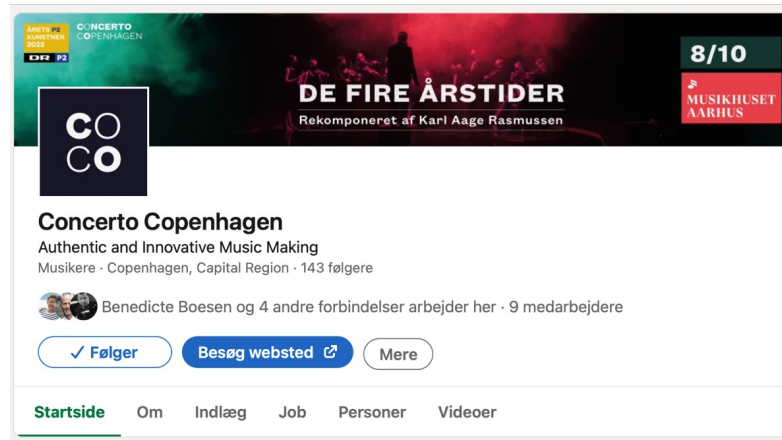 ÅRETS P2
KUNSTNER
2022
DR P2
CONCERTO
COPENHAGEN
DE FIRE ÅRSTIDER
Rekomponeret af Karl Aage Rasmussen
8/10
MUSIKHUSET
AARHUS
CO
CO
Concerto Copenhagen
Authentic and Innovative Music Making
Musikere · Copenhagen, Capital Region · 143 følgere
Benedicte Boesen og 4 andre forbindelser arbejder her · 9 medarbejdere
Følger
Besøg websted
Mere
Startside Om Indlæg Job Personer Videoer